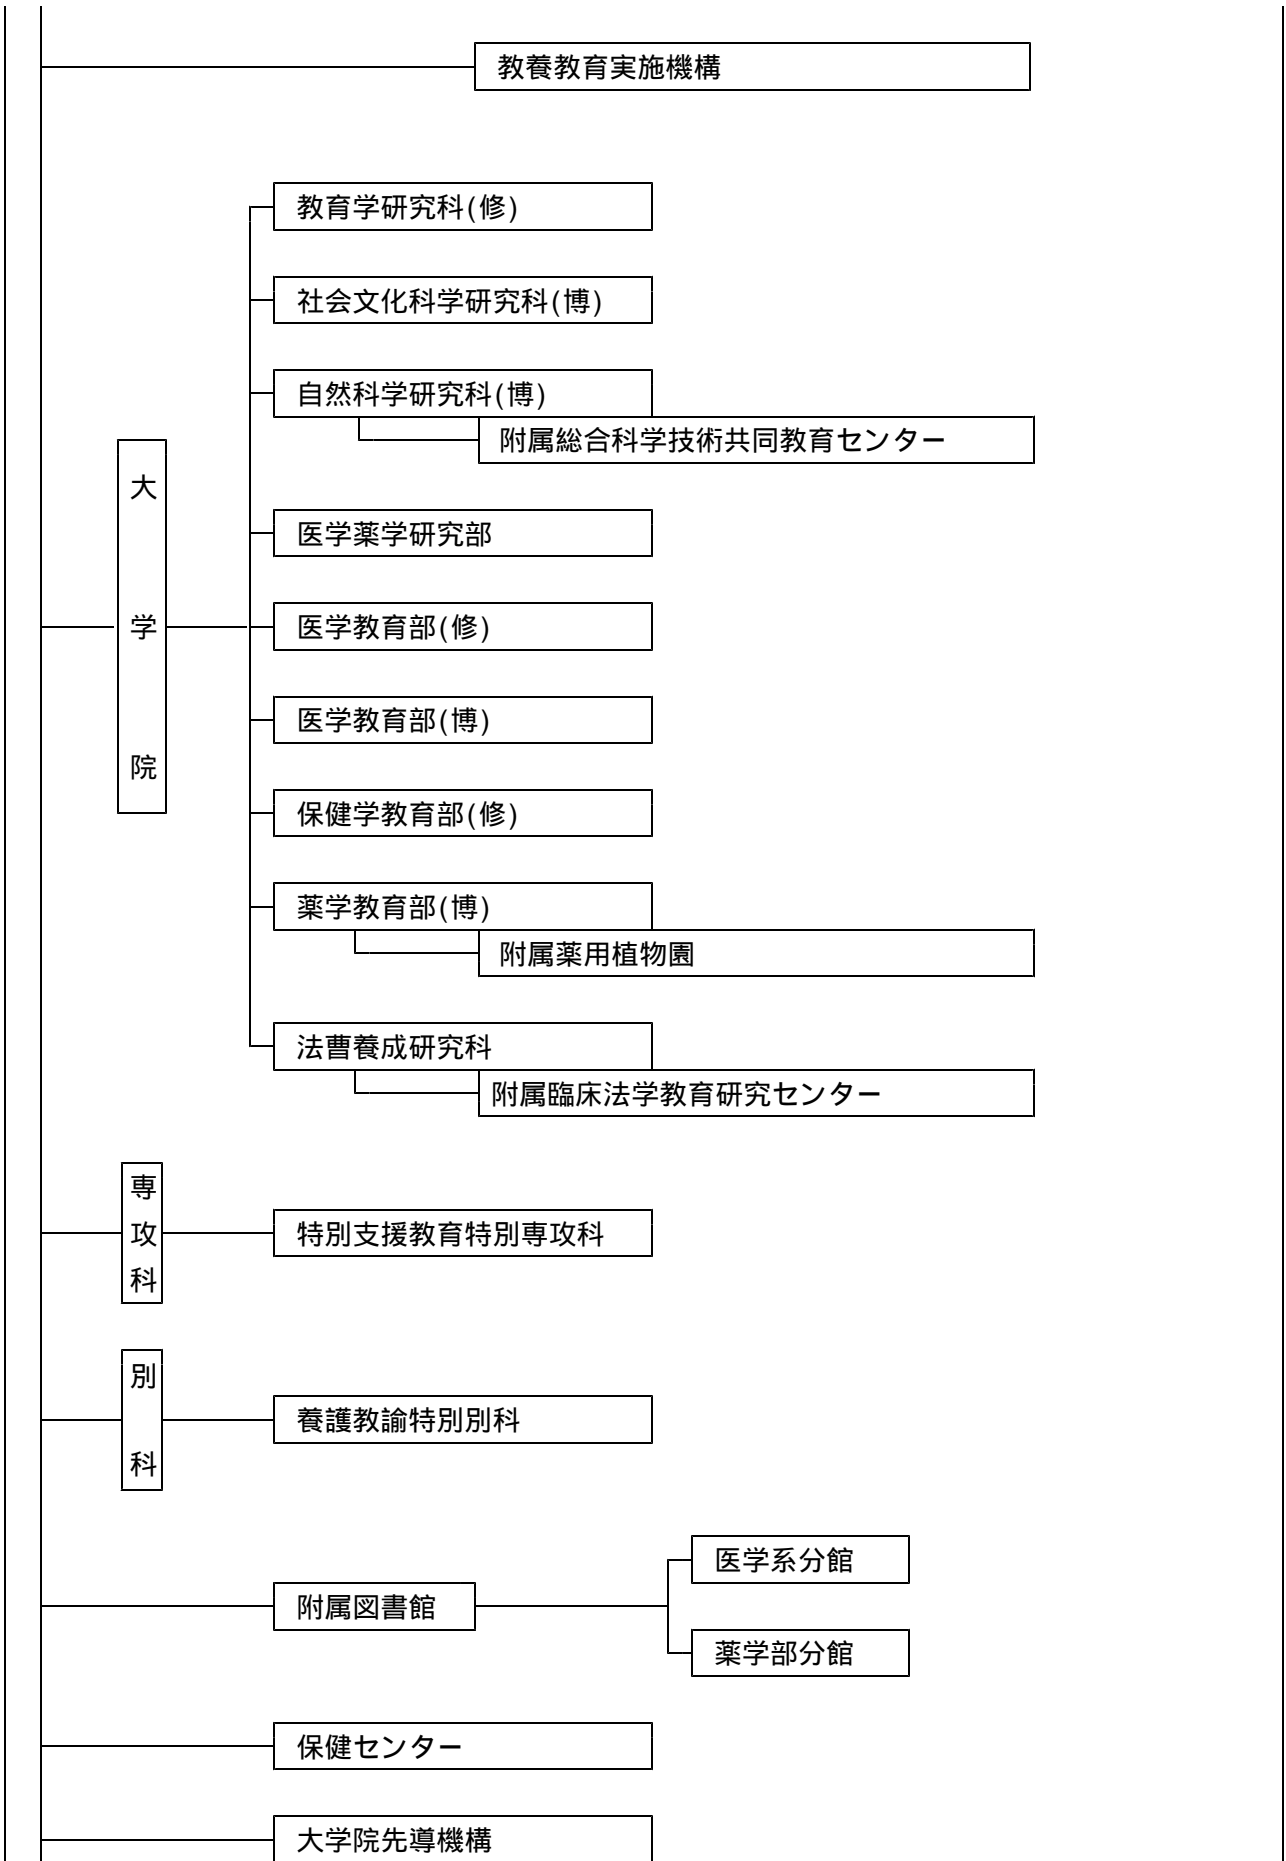 教養教育実施機構
教育学研究科(修)
社会文化科学研究科(博)
自然科学研究科(博)
附属総合科学技術共同教育センター
大学院
医学薬学研究部
医学教育部(修)
医学教育部(博)
保健学教育部(修)
薬学教育部(博)
附属薬用植物園
法曹養成研究科
附属臨床法学教育研究センター
専攻科
特別支援教育特別専攻科
別科
養護教諭特別別科
医学系分館
附属図書館
薬学部分館
保健センター
大学院先導機構